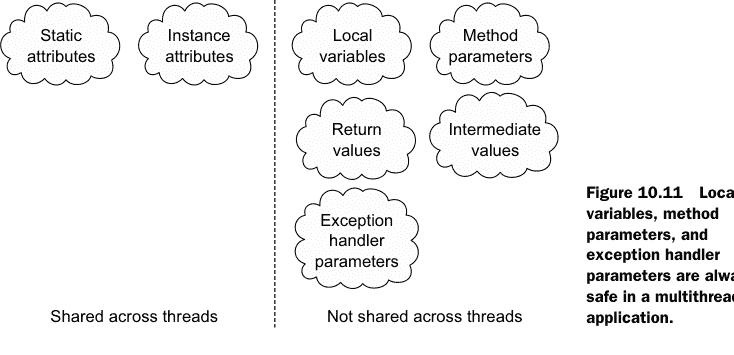 Static
attributes
Instance
attributes
Local
variables
Method
parameters
Return
values
Intermediate
values
Exception
handler
parameters
Shared across threads
Not shared across threads
Figure 10.11 Loca
variables, method
parameters, and
exception handler
parameters are alwa
safe in a multithread
application.